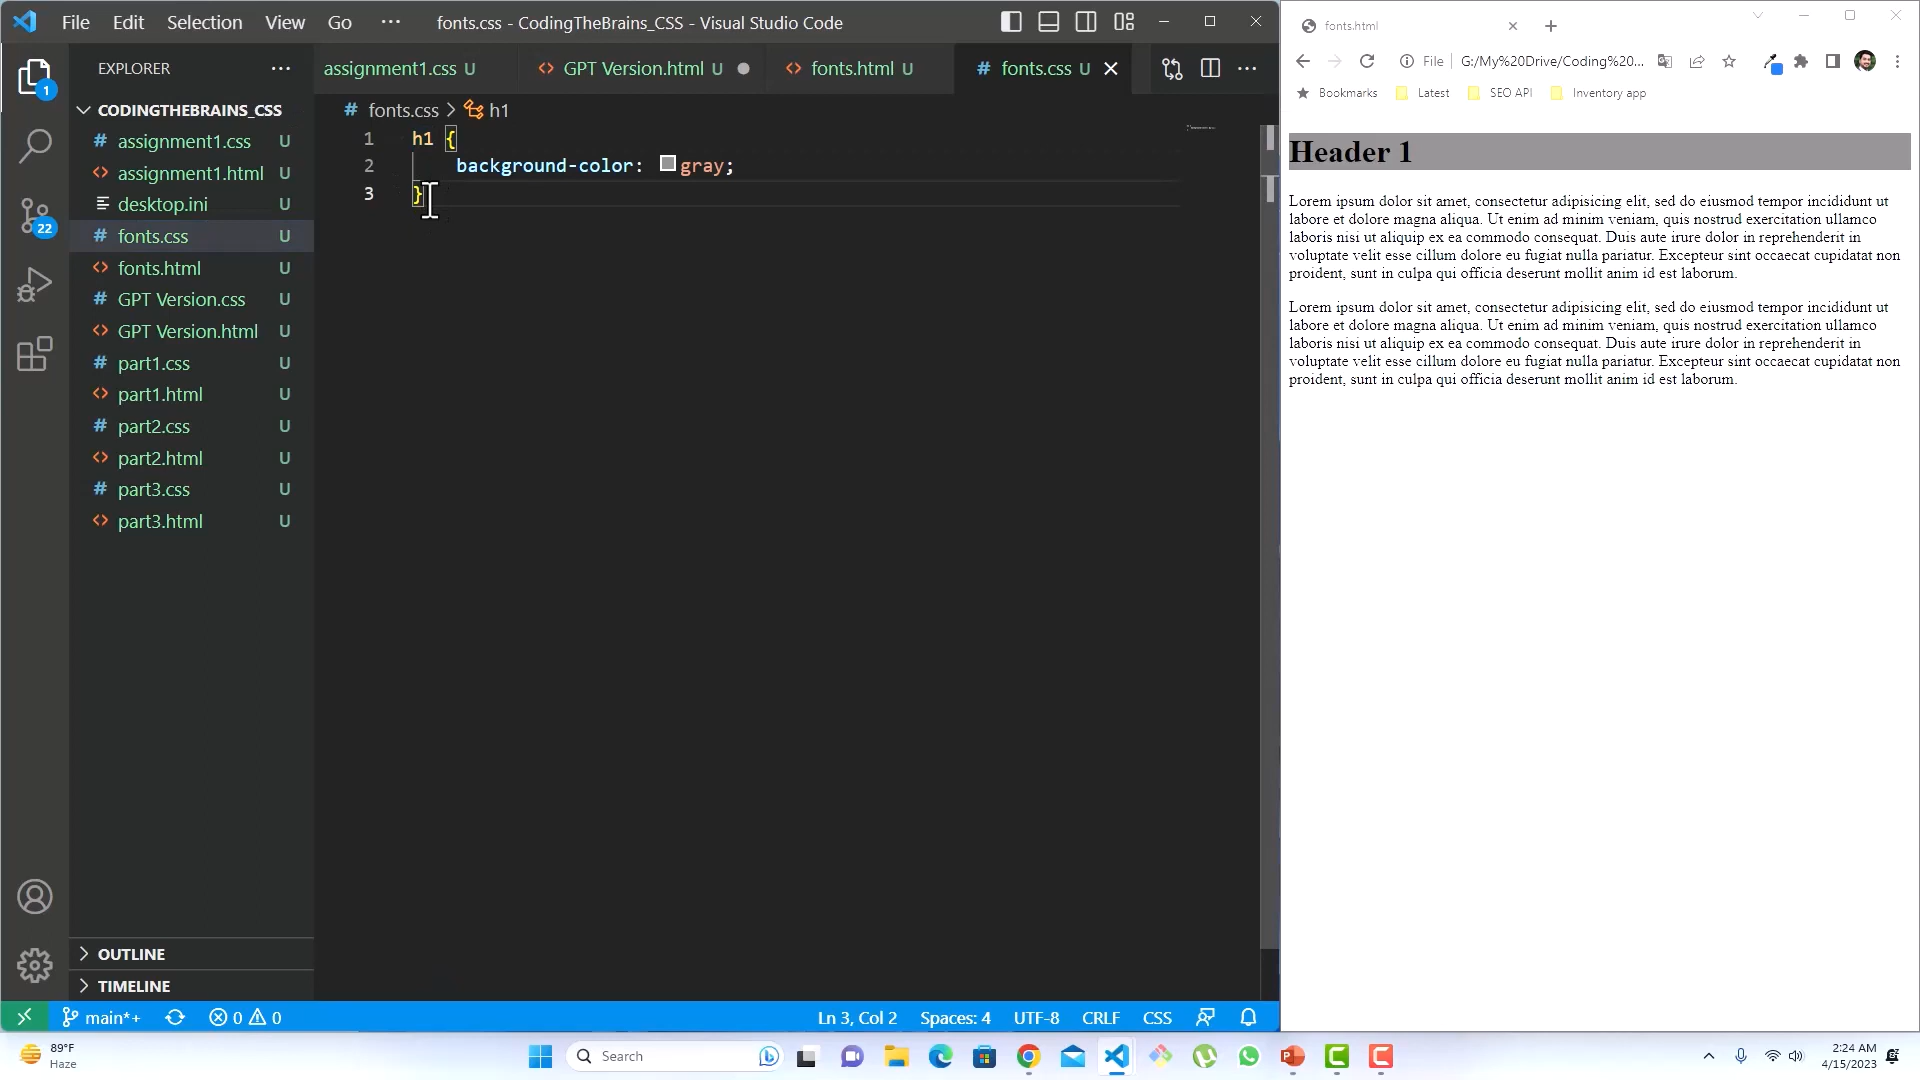 File Edit Selection View Go ··· fonts.css - CodingTheBrains_CSS - Visual Studio Code
EXPLORER ···
CODINGTHEBRAINS_CSS
# assignment1.css U
<> assignment1.html U
desktop.ini U
# fonts.css U
<> fonts.html U
# GPT Version.css U
<> GPT Version.html U
# part1.css U
<> part1.html U
# part2.css U
<> part2.html U
# part3.css U
<> part3.html U
OUTLINE
TIMELINE
1
22
assignment1.css U <> GPT Version.html U ● <> fonts.html U # fonts.css U
# fonts.css > h1
1 h1 {
2 background-color: gray;
3 }
main*+ 0 0 Ln 3, Col 2 Spaces: 4 UTF-8 CRLF CSS
fonts.html
File G:/My%20Drive/Coding%20...
Bookmarks Latest SEO API Inventory app
Header 1
Lorem ipsum dolor sit amet, consectetur adipisicing elit, sed do eiusmod tempor incididunt ut
labore et dolore magna aliqua. Ut enim ad minim veniam, quis nostrud exercitation ullamco
laboris nisi ut aliquip ex ea commodo consequat. Duis aute irure dolor in reprehenderit in
voluptate velit esse cillum dolore eu fugiat nulla pariatur. Excepteur sint occaecat cupidatat non
proident, sunt in culpa qui officia deserunt mollit anim id est laborum.
Lorem ipsum dolor sit amet, consectetur adipisicing elit, sed do eiusmod tempor incididunt ut
labore et dolore magna aliqua. Ut enim ad minim veniam, quis nostrud exercitation ullamco
laboris nisi ut aliquip ex ea commodo consequat. Duis aute irure dolor in reprehenderit in
voluptate velit esse cillum dolore eu fugiat nulla pariatur. Excepteur sint occaecat cupidatat non
proident, sunt in culpa qui officia deserunt mollit anim id est laborum.
89°F
Haze
Search
2:24 AM
4/15/2023